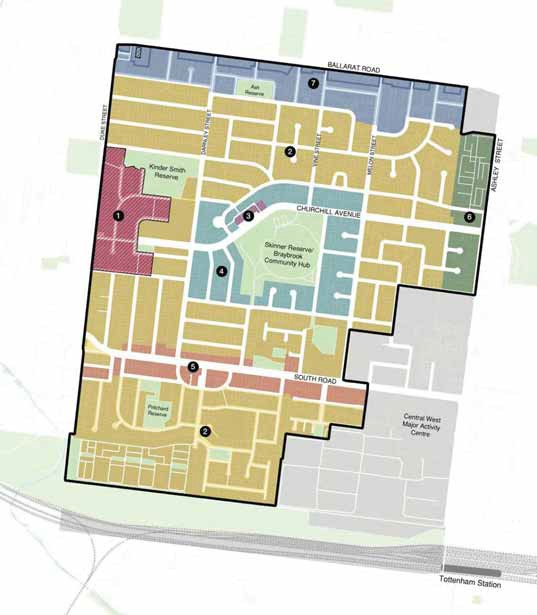 BALLARAT ROAD
7
Ash
Reserve
DUKE STREET
DARNLEY STREET
VINE STREET
MELON STREET
ASHLEY STREET
2
Kinder Smith
Reserve
1
3
CHURCHILL AVENUE
6
Skinner Reserve/
Braybrook
Community Hub
4
5
SOUTH ROAD
Pritchard
Reserve
2
Central West
Major Activity
Centre
Tottenham Station